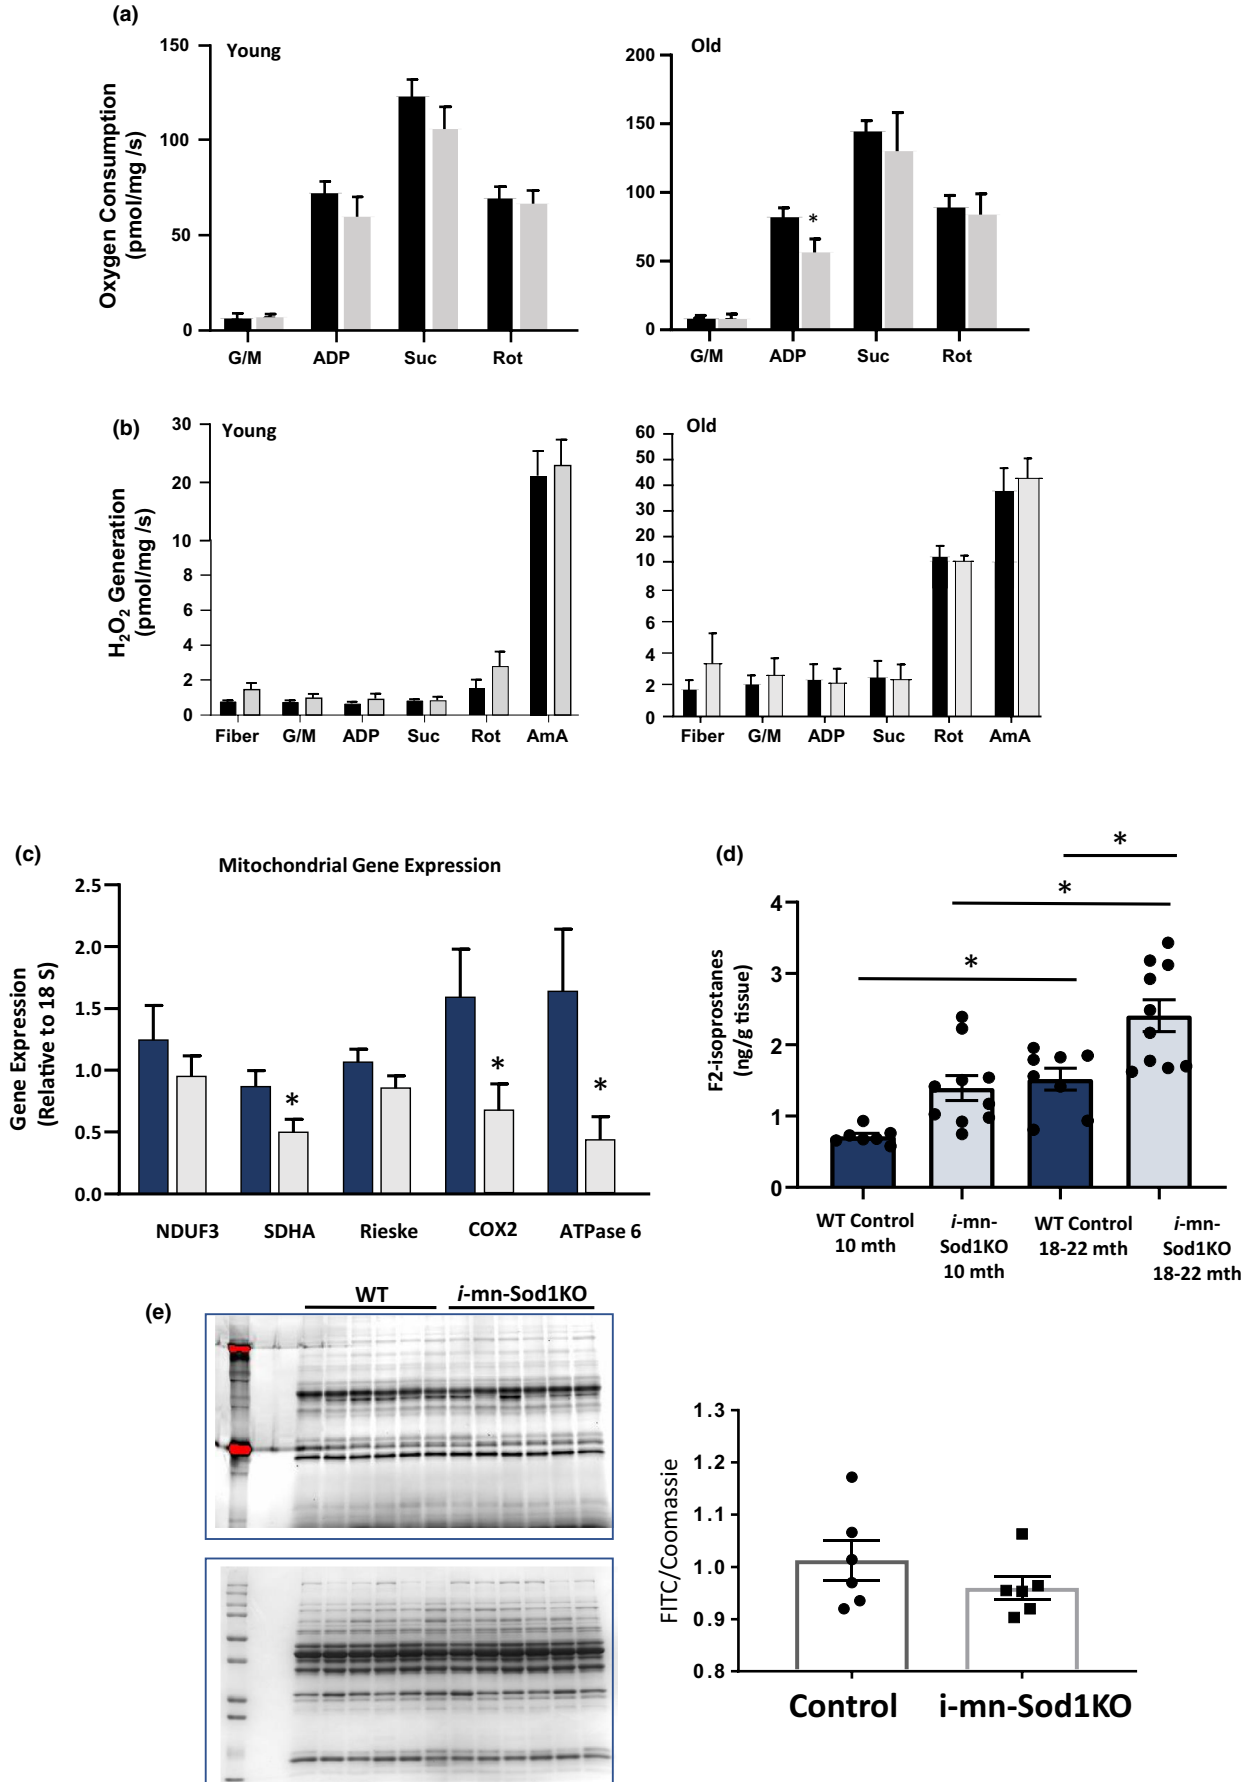 (a)
Young
Old
Oxygen Consumption
(pmol/mg /s)
150
100
50
0
G/M ADP Suc Rot
200
150
100
50
0
*
G/M ADP Suc Rot
(b)
Young
Old
H₂O₂ Generation
(pmol/mg /s)
30
20
10
8
6
4
2
0
Fiber G/M ADP Suc Rot AmA
60
50
40
30
20
10
8
6
4
2
0
Fiber G/M ADP Suc Rot AmA
(c)
Mitochondrial Gene Expression
Gene Expression
(Relative to 18 S)
2.5
2.0
1.5
1.0
0.5
0.0
*
*
*
NDUF3 SDHA Rieske COX2 ATPase 6
(d)
*
*
*
F2-isoprostanes
(ng/g tissue)
4
3
2
1
0
WT Control
10 mth
i-mn-
Sod1KO
10 mth
WT Control
18-22 mth
i-mn-
Sod1KO
18-22 mth
(e)
WT i-mn-Sod1KO
FITC/Coomassie
1.3
1.2
1.1
1.0
0.9
0.8
Control i-mn-Sod1KO